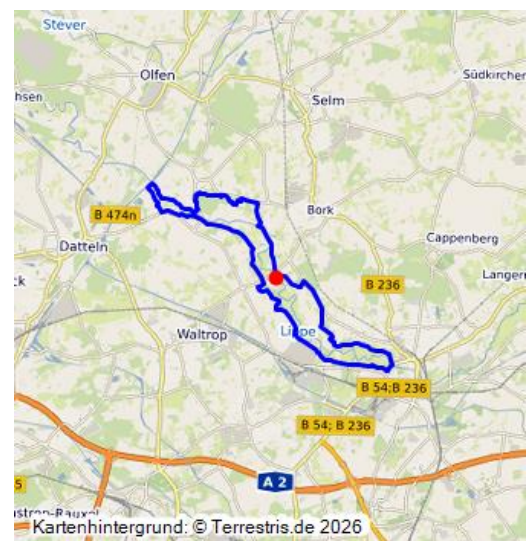 Stever
Olfen
Südkirchen
Selm
B 474n
Bork
Datteln
Cappenberg
B 236
Waltrop
Lippe
B 54;B 236
B 54; B 236
A 2
Kartenhintergrund: © Terrestris.de 2026